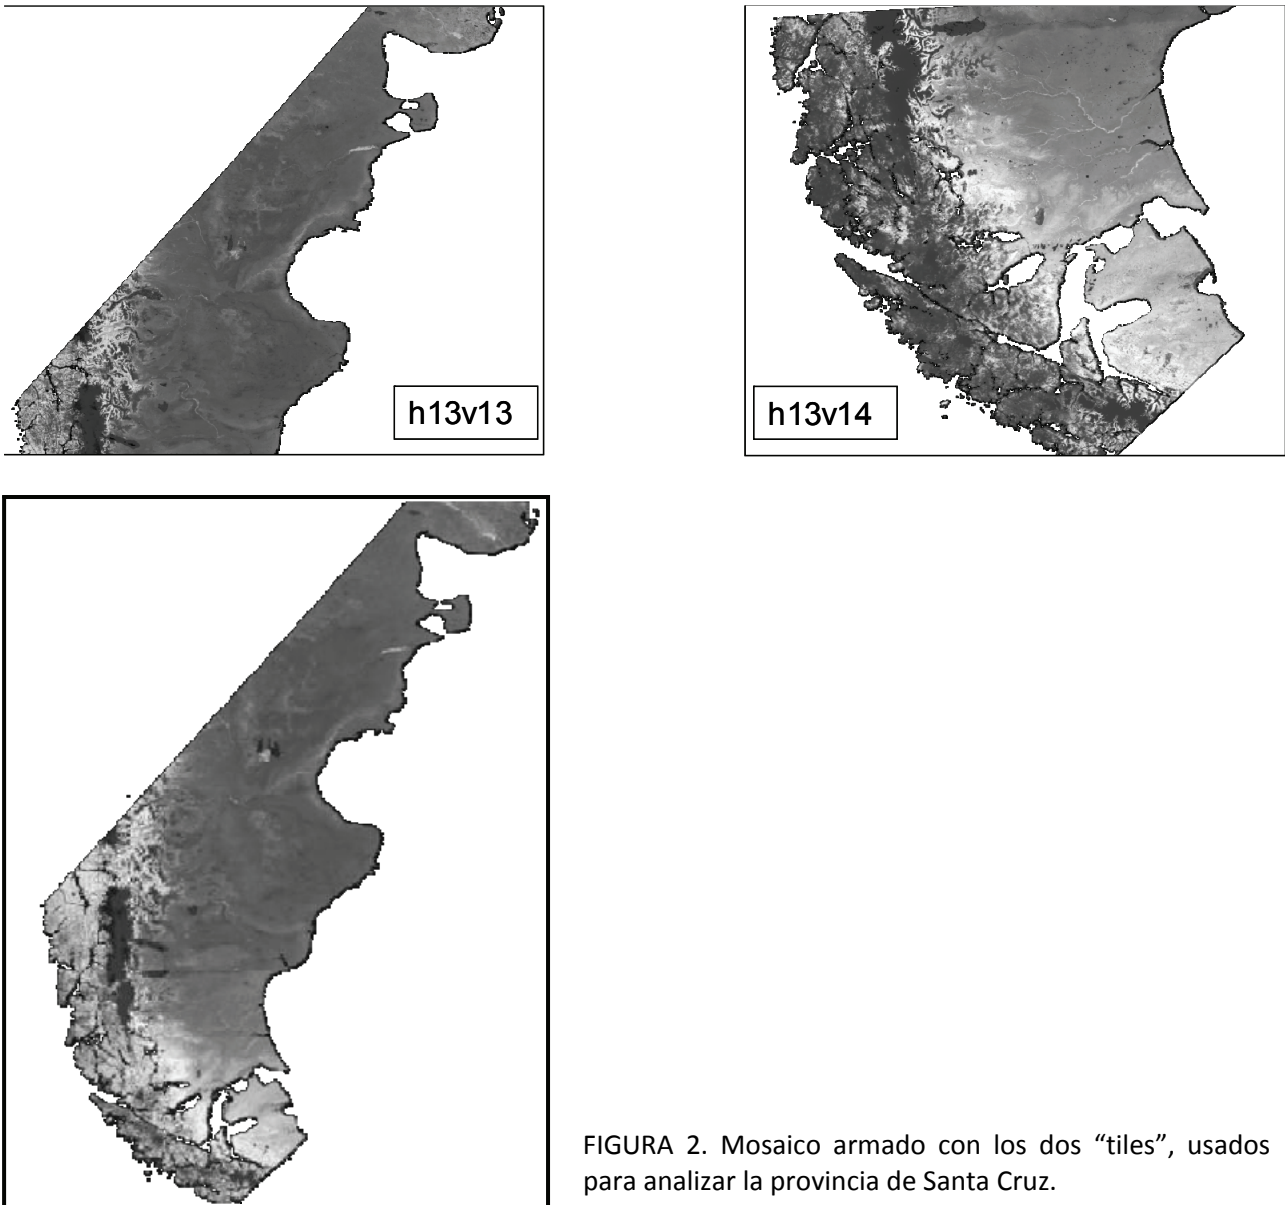 h13v13
h13v14
FIGURA 2. Mosaico armado con los dos “tiles”, usados
para analizar la provincia de Santa Cruz.